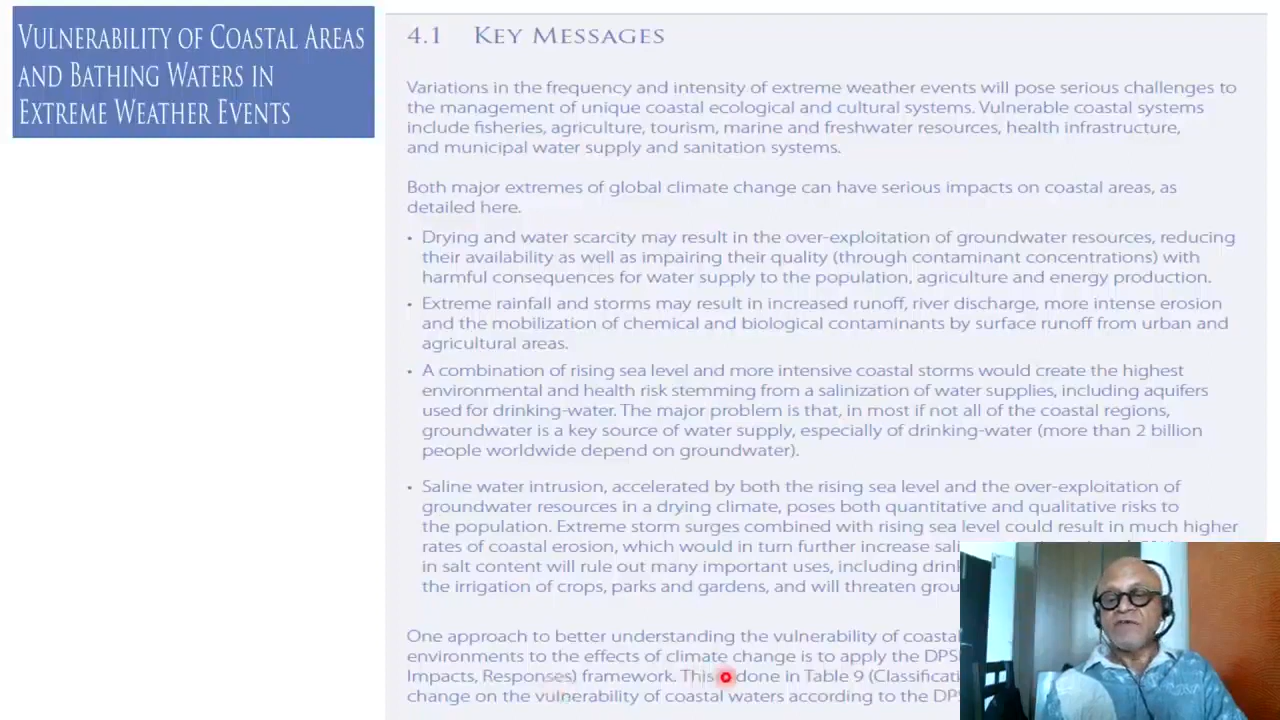 VULNERABILITY OF COASTAL AREAS
AND BATHING WATERS IN
EXTREME WEATHER EVENTS
4.1 KEY MESSAGES
Variations in the frequency and intensity of extreme weather events will pose serious challenges to
the management of unique coastal ecological and cultural systems. Vulnerable coastal systems
include fisheries, agriculture, tourism, marine and freshwater resources, health infrastructure,
and municipal water supply and sanitation systems.
Both major extremes of global climate change can have serious impacts on coastal areas, as
detailed here.
• Drying and water scarcity may result in the over-exploitation of groundwater resources, reducing
their availability as well as impairing their quality (through contaminant concentrations) with
harmful consequences for water supply to the population, agriculture and energy production.
• Extreme rainfall and storms may result in increased runoff, river discharge, more intense erosion
and the mobilization of chemical and biological contaminants by surface runoff from urban and
agricultural areas.
• A combination of rising sea level and more intensive coastal storms would create the highest
environmental and health risk stemming from a salinization of water supplies, including aquifers
used for drinking-water. The major problem is that, in most if not all of the coastal regions,
groundwater is a key source of water supply, especially of drinking-water (more than 2 billion
people worldwide depend on groundwater).
• Saline water intrusion, accelerated by both the rising sea level and the over-exploitation of
groundwater resources in a drying climate, poses both quantitative and qualitative risks to
the population. Extreme storm surges combined with rising sea level could result in much higher
rates of coastal erosion, which would in turn further increase
in salt content will rule out many important uses, including
the irrigation of crops, parks and gardens, and will threaten
One approach to better understanding the vulnerability of
environments to the effects of climate change is to apply the
Impacts, Responses) framework. This done in Table 9
change on the vulnerability of coastal waters according to the